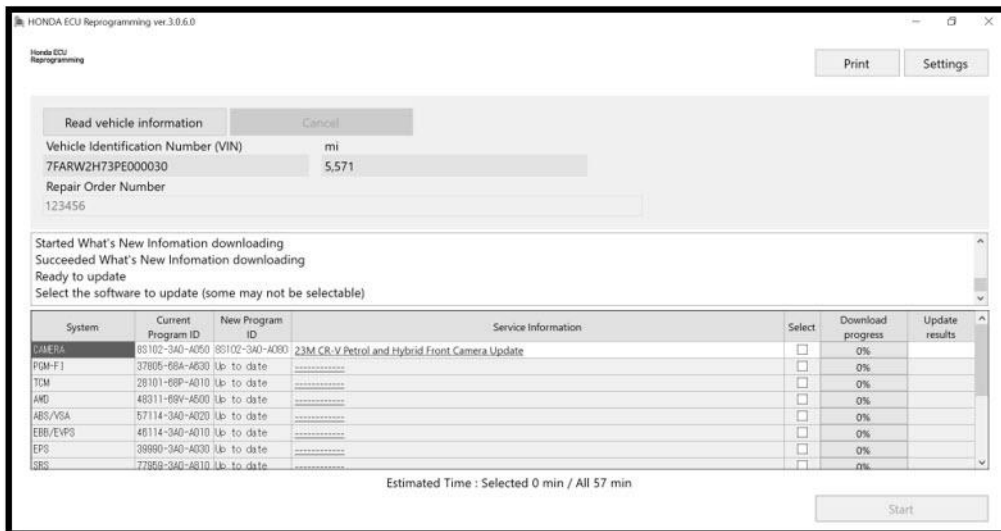 HONDA ECU Reprogramming ver.3.0.6.0
Honda ECU
Reprogramming
Print Settings
Read vehicle information Cancel
Vehicle Identification Number (VIN) mi
7FARW2H73PE000030 5,571
Repair Order Number
123456
Started What's New Infomation downloading
Succeeded What's New Infomation downloading
Ready to update
Select the software to update (some may not be selectable)
System Current Program ID New Program ID Service Information Select Download progress Update results
CAMERA 8S102-3A0-A050 8S102-3A0-A080 23M CR-V Petrol and Hybrid Front Camera Update 0%
PGM-FI 37805-68A-A630 Up to date ------------ 0%
TCM 28101-68P-A010 Up to date ------------ 0%
AWD 48311-69V-A500 Up to date ------------ 0%
ABS/VSA 57114-3A0-A020 Up to date ------------ 0%
EBB/EVPS 46114-3A0-A010 Up to date ------------ 0%
EPS 39990-3A0-A030 Up to date ------------ 0%
SRS 77959-3A0-A810 Up to date ------------ 0%
Estimated Time : Selected 0 min / All 57 min
Start